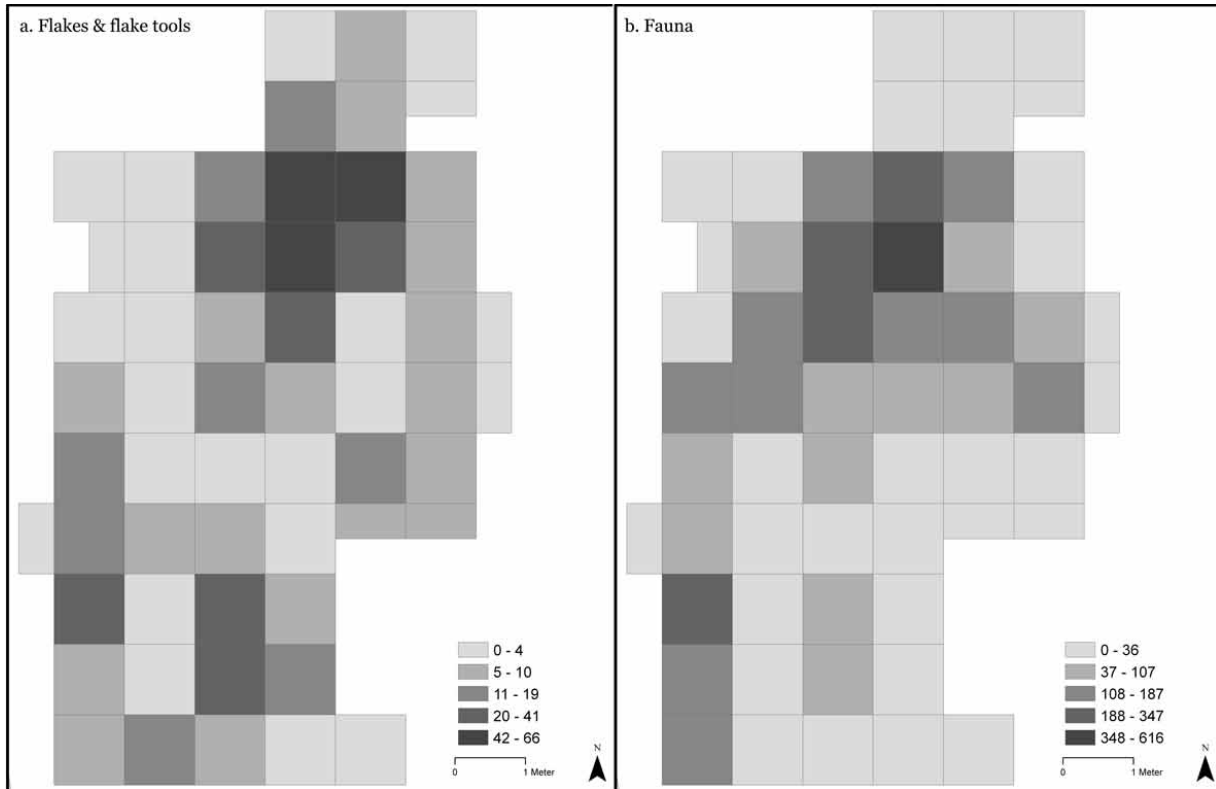 a. Flakes & flake tools
0 - 4
5 - 10
11 - 19
20 - 41
42 - 66
N
0 1 Meter
b. Fauna
0 - 36
37 - 107
108 - 187
188 - 347
348 - 616
N
0 1 Meter